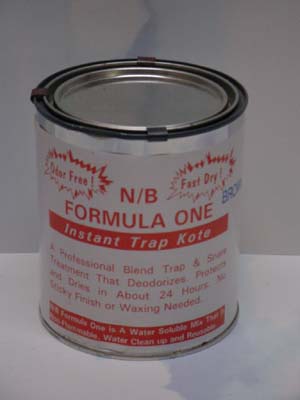 Odor Free!
Fast Dry!
N/B
FORMULA ONE
BROW
Instant Trap Kote
A Professional Blend Trap & Snare
Treatment That Deodorizes, Protects
and Dries in About 24 Hours. No
Sticky Finish or Waxing Needed.
N/B Formula One is A Water Soluble Mix That is
Non-Flammable, Water Clean up and Reusable